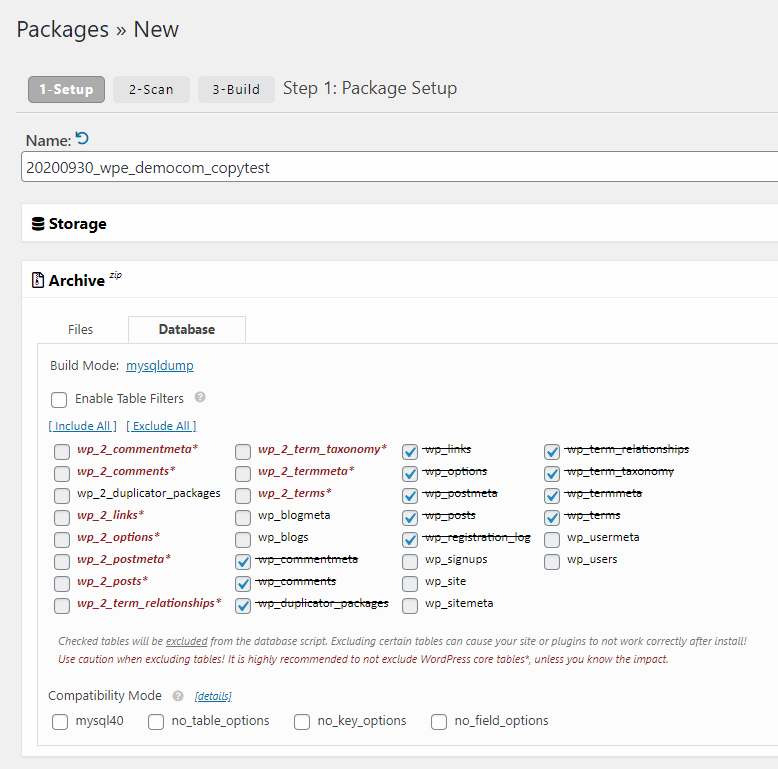 Packages » New
1-Setup 2-Scan 3-Build Step 1: Package Setup
Name:
20200930_wpe_democom_copytest
Storage
Archive zip
Files Database
Build Mode: mysqldump
Enable Table Filters ?
[ Include All ] [ Exclude All ]
wp_2_commentmeta* wp_2_term_taxonomy* wp_links wp_term_relationships
wp_2_comments* wp_2_termmeta* wp_options wp_term_taxonomy
wp_2_duplicator_packages wp_2_terms* wp_postmeta wp_termmeta
wp_2_links* wp_blogmeta wp_posts wp_terms
wp_2_options* wp_blogs wp_registration_log wp_usermeta
wp_2_postmeta* wp_commentmeta wp_signups wp_users
wp_2_posts* wp_comments wp_site
wp_2_term_relationships* wp_duplicator_packages wp_sitemeta
Checked tables will be excluded from the database script. Excluding certain tables can cause your site or plugins to not work correctly after install!
Use caution when excluding tables! It is highly recommended to not exclude WordPress core tables*, unless you know the impact.
Compatibility Mode ? [details]
mysql40 no_table_options no_key_options no_field_options